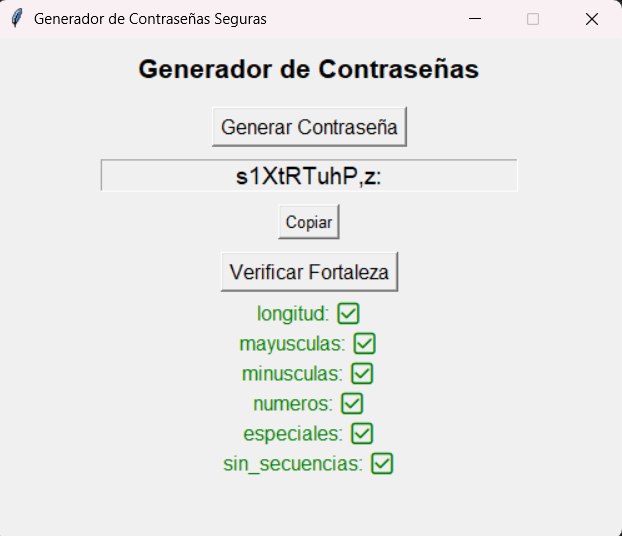 Generador de Contraseñas Seguras
Generador de Contraseñas
Generar Contraseña
s1XtRTuhP,z:
Copiar
Verificar Fortaleza
longitud: ☑
mayusculas: ☑
minusculas: ☑
numeros: ☑
especiales: ☑
sin_secuencias: ☑